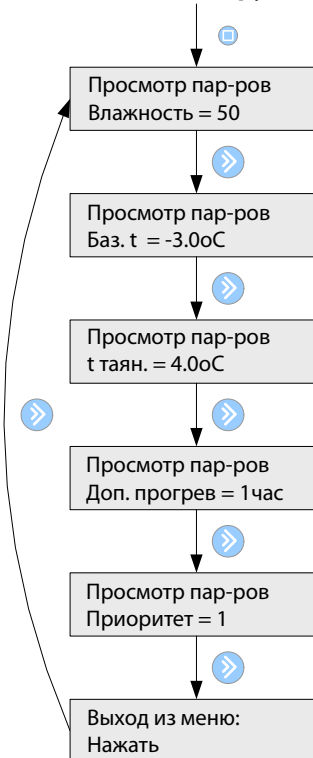 Просмотр пар-ров
Влажность = 50
Просмотр пар-ров
Баз. t = -3.0oC
Просмотр пар-ров
t таян. = 4.0oC
Просмотр пар-ров
Доп. прогрев = 1час
Просмотр пар-ров
Приоритет = 1
Выход из меню:
Нажать